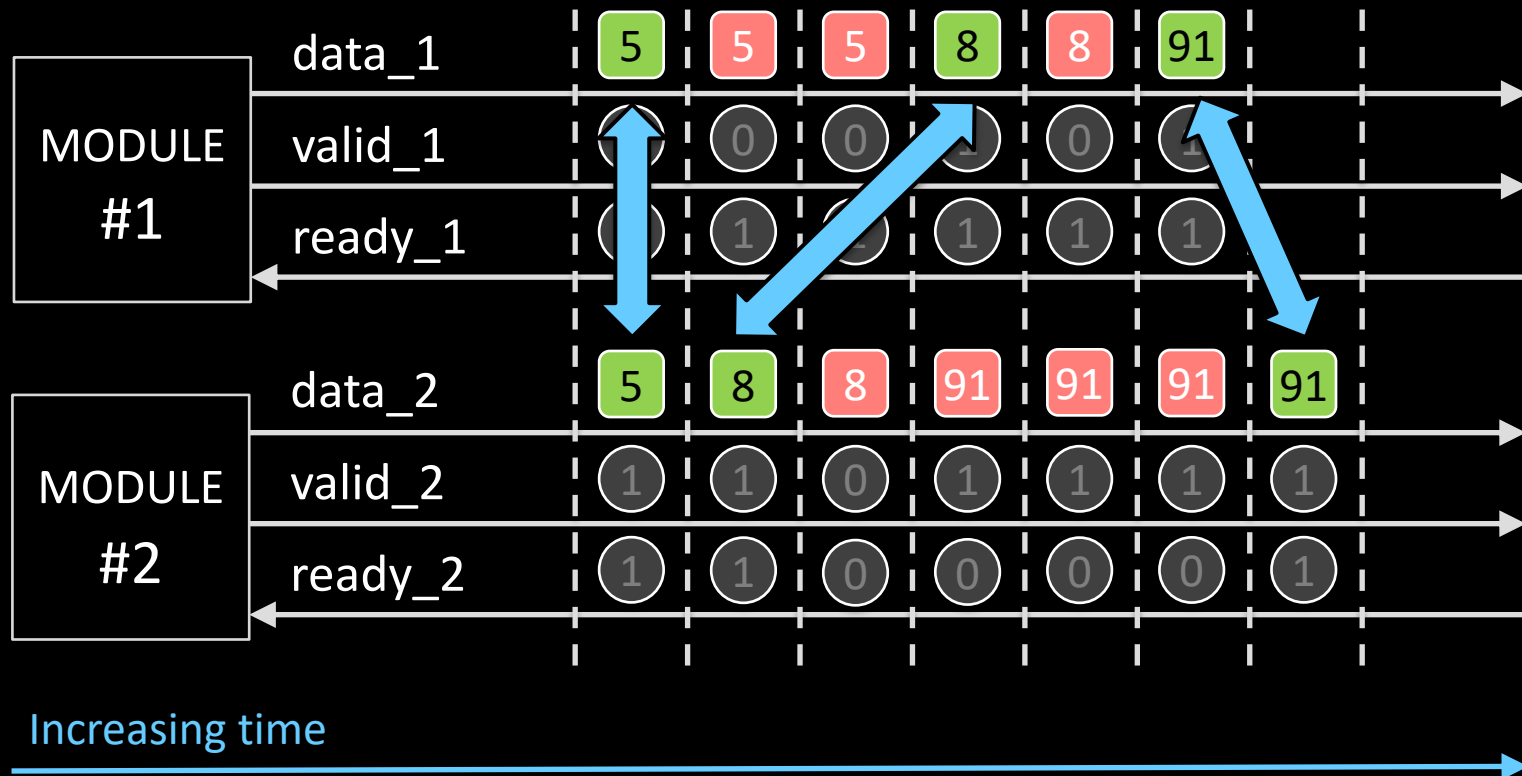 data_1 5 5 5 8 8 91
MODULE #1
valid_1 0 0 1 0 1
ready_1 1 1 1 1
data_2 5 8 8 91 91 91 91
MODULE #2
valid_2 1 1 0 1 1 1 1
ready_2 1 1 0 0 0 0 1
Increasing time